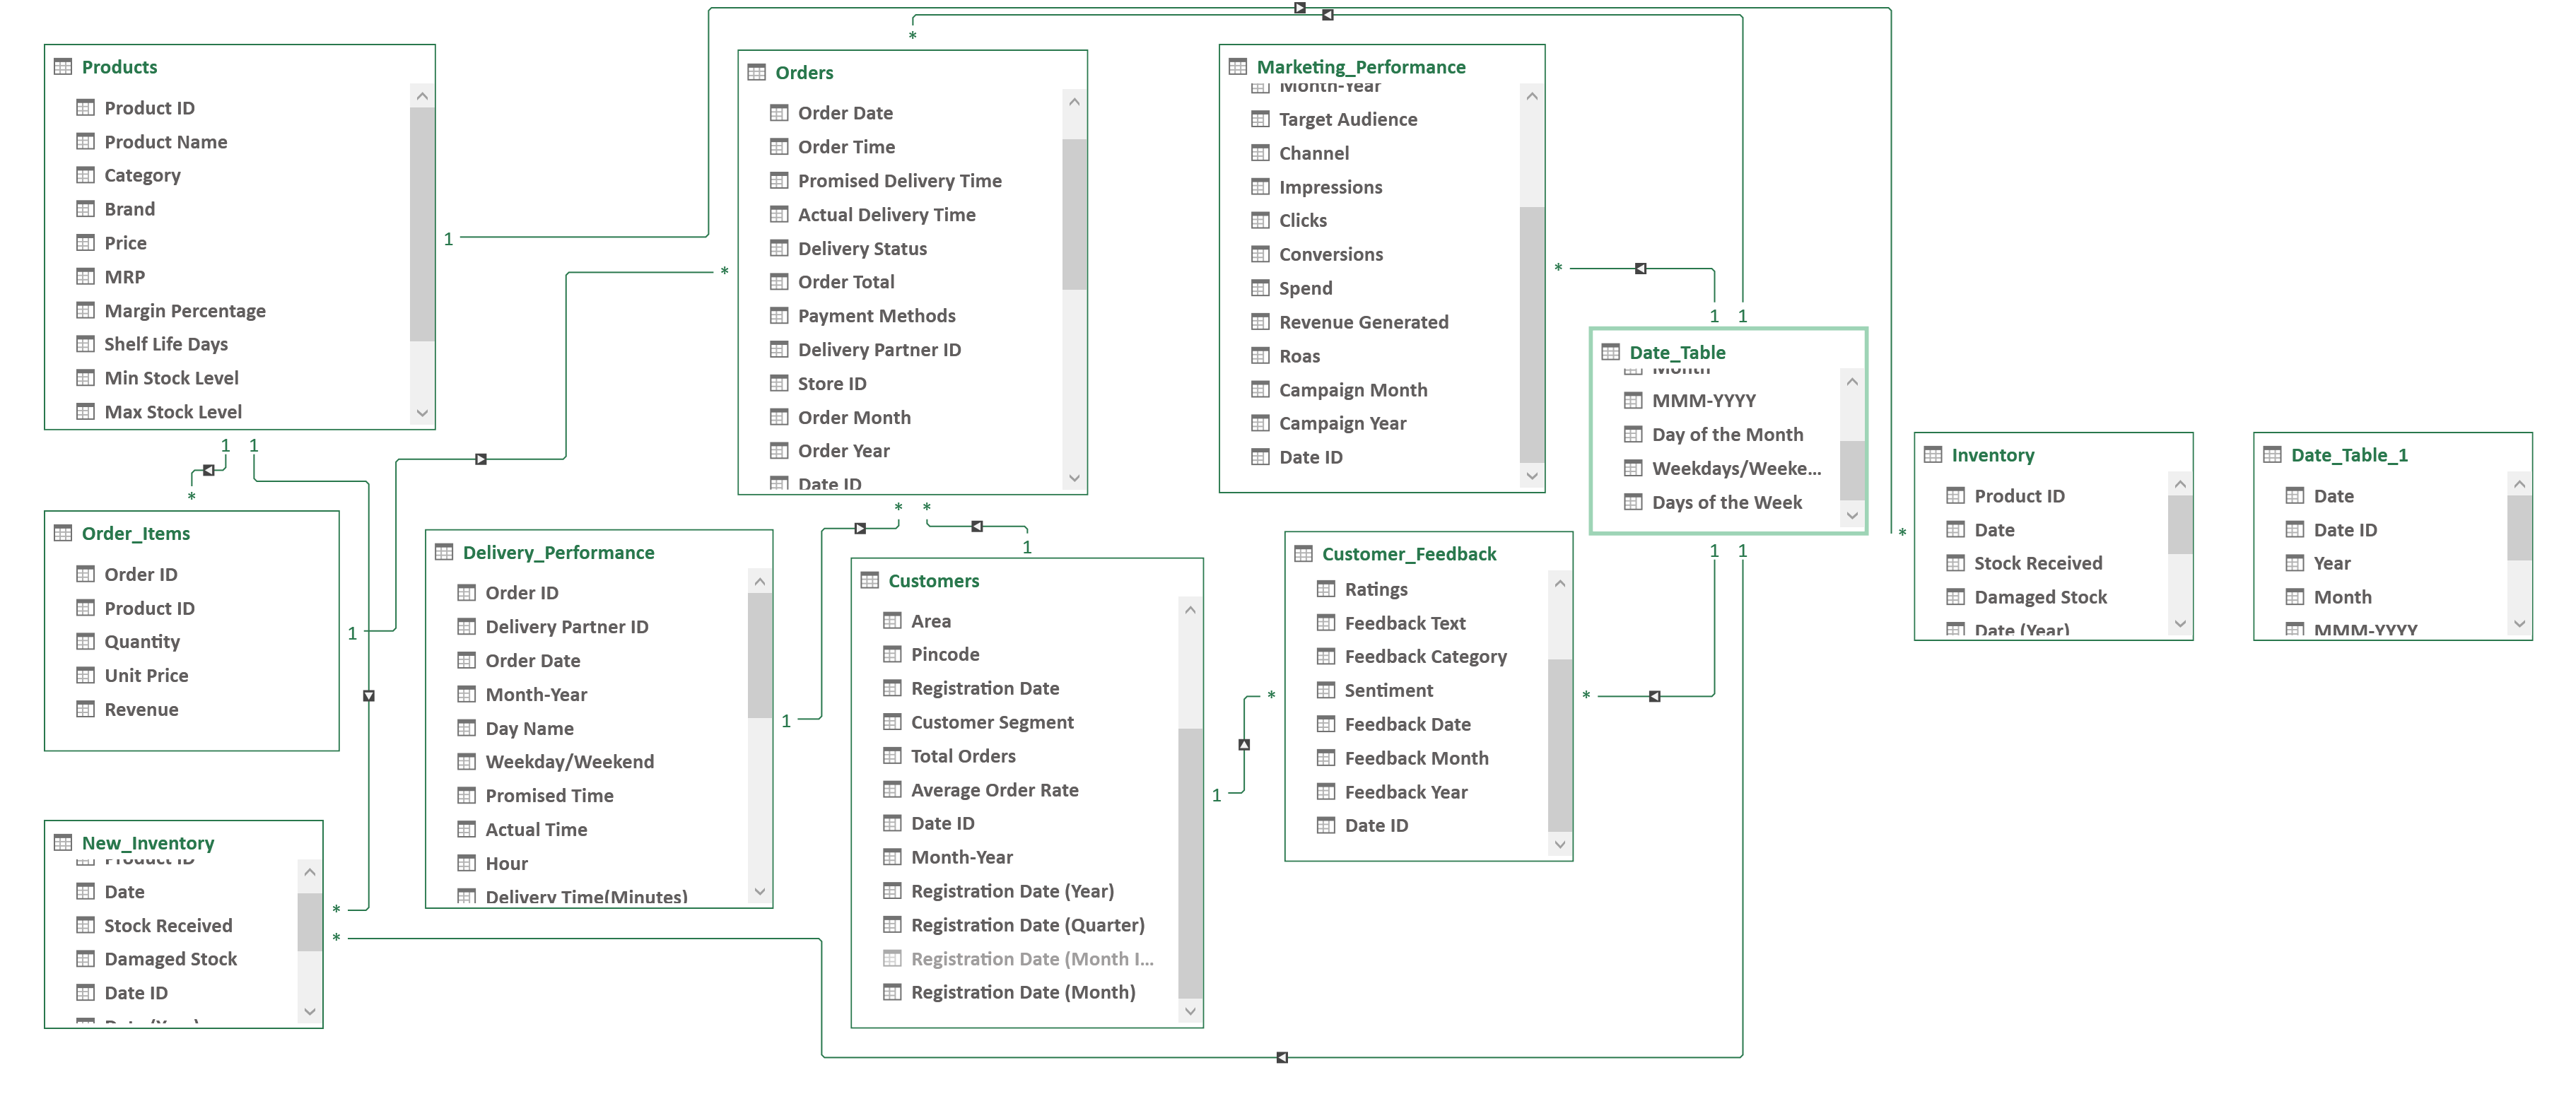 Products
Product ID
Product Name
Category
Brand
Price
MRP
Margin Percentage
Shelf Life Days
Min Stock Level
Max Stock Level
1
1 1
*
Orders
Order Date
Order Time
Promised Delivery Time
Actual Delivery Time
Delivery Status
Order Total
Payment Methods
Delivery Partner ID
Store ID
Order Month
Order Year
Date ID
*
* *
Marketing_Performance
Month-Year
Target Audience
Channel
Impressions
Clicks
Conversions
Spend
Revenue Generated
Roas
Campaign Month
Campaign Year
Date ID
*
1 1
Date_Table
Month
MMM-YYYY
Day of the Month
Weekdays/Weeke...
Days of the Week
1 1
*
Inventory
Product ID
Date
Stock Received
Damaged Stock
Date (Year)
Date_Table_1
Date
Date ID
Year
Month
MMM-YYYY
*
Order_Items
Order ID
Product ID
Quantity
Unit Price
Revenue
1
Delivery_Performance
Order ID
Delivery Partner ID
Order Date
Month-Year
Day Name
Weekday/Weekend
Promised Time
Actual Time
Hour
Delivery Time(Minutes)
1
1
Customers
Area
Pincode
Registration Date
Customer Segment
Total Orders
Average Order Rate
Date ID
Month-Year
Registration Date (Year)
Registration Date (Quarter)
Registration Date (Month I...
Registration Date (Month)
1
*
Customer_Feedback
Ratings
Feedback Text
Feedback Category
Sentiment
Feedback Date
Feedback Month
Feedback Year
Date ID
*
New_Inventory
Product ID
Date
Stock Received
Damaged Stock
Date ID
Date (Year)
*
*